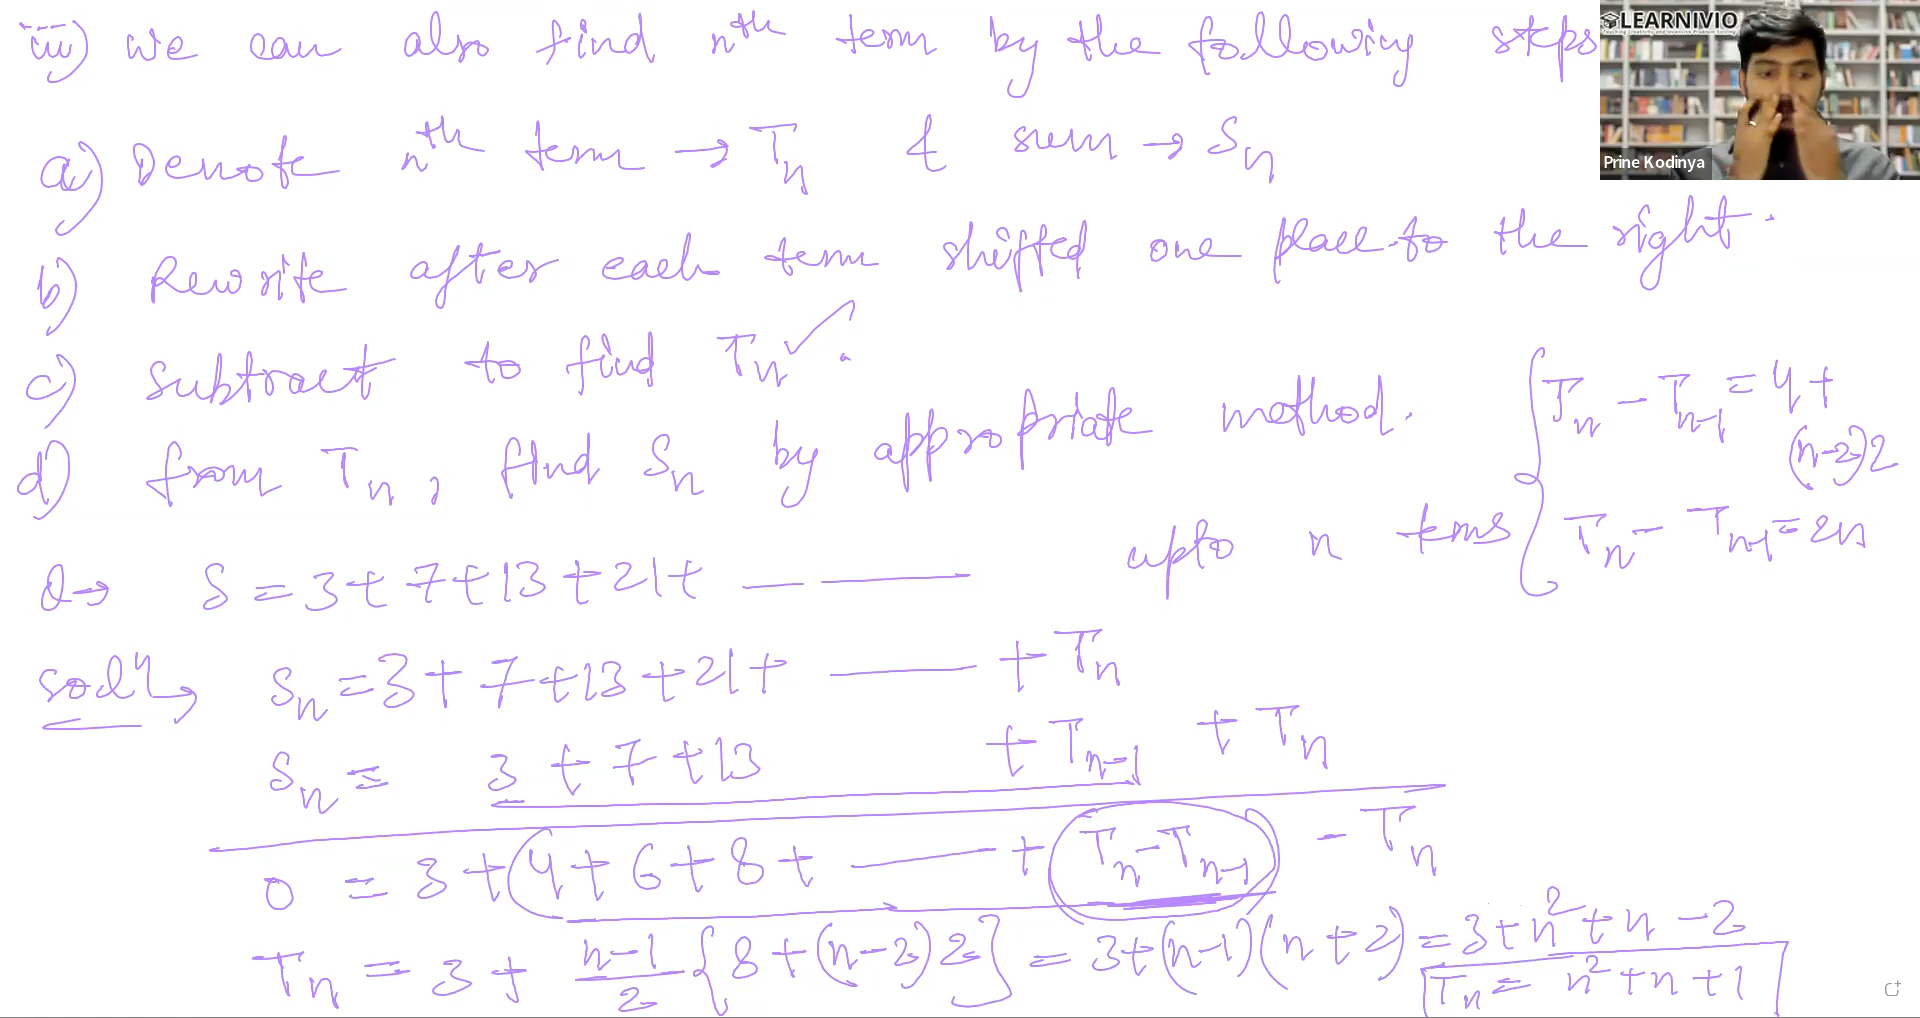 iii) we can also find nth term by the following steps
LEARNIVIO
Prine Kodinya
a) Denote nth term → Tn & sum → Sn
b) Rewrite after each term shifted one place to the right.
c) Subtract to find Tn ✓.
d) from Tn, find Sn by appropriate method.
Tn - Tn-1 = 4+
(n-2)2
Tn - Tn-1 = 2n
Q→ S = 3+7+13+21+ —— upto n terms
soln→ Sn = 3+7+13+21+ —— + Tn
Sn = 3+7+13 + Tn-1 + Tn
0 = 3+4+6+8+ —— + Tn-Tn-1 - Tn
Tn = 3 + n-1/2 {8+(n-2)2} = 3+(n-1)(n+2) = 3+n²+n-2
Tn = n²+n+1